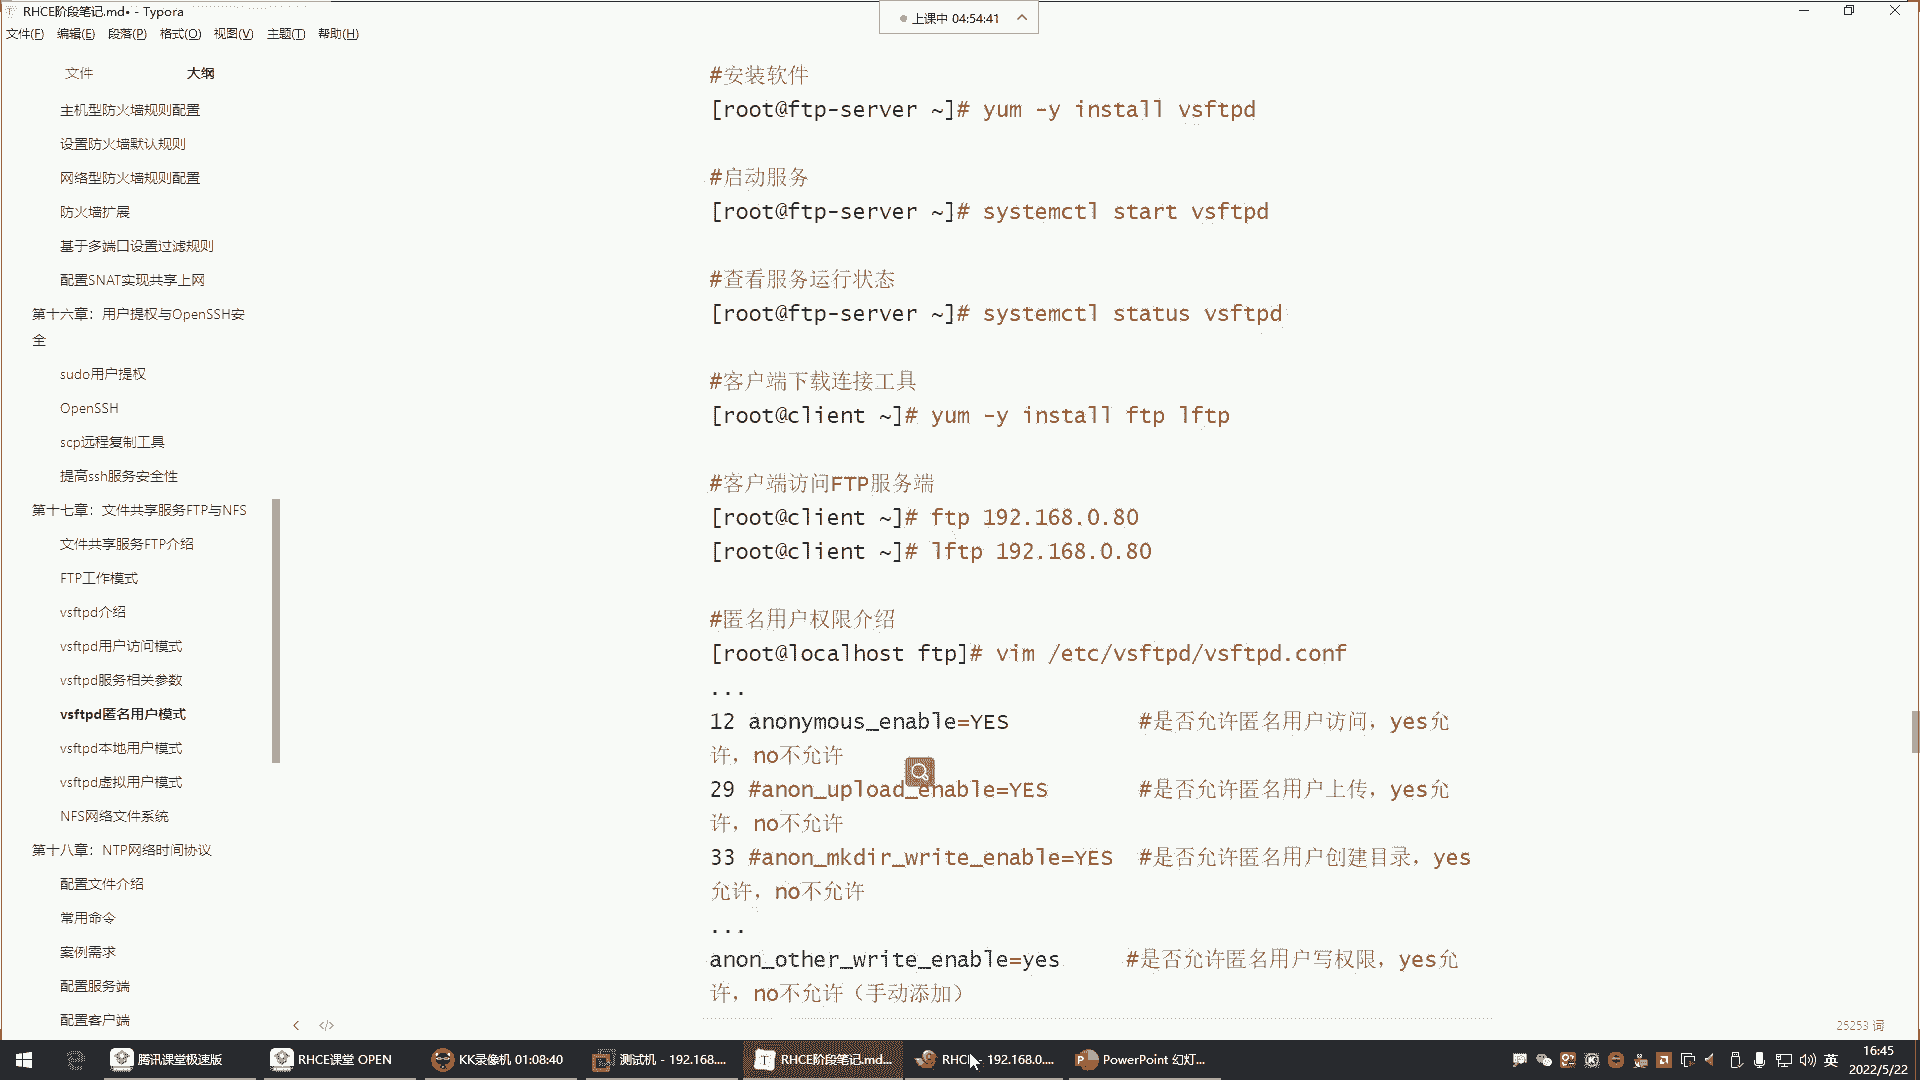 RHCE阶段笔记.md• - Typora
上课中 04:54:41
文件(F) 编辑(E) 段落(P) 格式(O) 视图(V) 主题(T) 帮助(H)
文件 大纲
主机型防火墙规则配置
设置防火墙默认规则
网络型防火墙规则配置
防火墙扩展
基于多端口设置过滤规则
配置SNAT实现共享上网
第十六章：用户提权与OpenSSH安
全
sudo用户提权
OpenSSH
scp远程复制工具
提高ssh服务安全性
第十七章：文件共享服务FTP与NFS
文件共享服务FTP介绍
FTP工作模式
vsftpd介绍
vsftpd用户访问模式
vsftpd服务相关参数
vsftpd匿名用户模式
vsftpd本地用户模式
vsftpd虚拟用户模式
NFS网络文件系统
第十八章：NTP网络时间协议
配置文件介绍
常用命令
案例需求
配置服务端
配置客户端
#安装软件
[root@ftp-server ~]# yum -y install vsftpd
#启动服务
[root@ftp-server ~]# systemctl start vsftpd
#查看服务运行状态
[root@ftp-server ~]# systemctl status vsftpd
#客户端下载连接工具
[root@client ~]# yum -y install ftp lftp
#客户端访问FTP服务端
[root@client ~]# ftp 192.168.0.80
[root@client ~]# lftp 192.168.0.80
#匿名用户权限介绍
[root@localhost ftp]# vim /etc/vsftpd/vsftpd.conf
...
12 anonymous_enable=YES #是否允许匿名用户访问，yes允
许，no不允许
29 #anon_upload_enable=YES #是否允许匿名用户上传，yes允
许，no不允许
33 #anon_mkdir_write_enable=YES #是否允许匿名用户创建目录，yes
允许，no不允许
...
anon_other_write_enable=yes #是否允许匿名用户写权限，yes允
许，no不允许（手动添加）
25253 词
腾讯课堂极速版 RHCE课堂 OPEN KK录像机 01:08:40 测试机 - 192.168.... RHCE阶段笔记.md... RHC - 192.168.0.... PowerPoint 幻灯... 英 16:45
2022/5/22